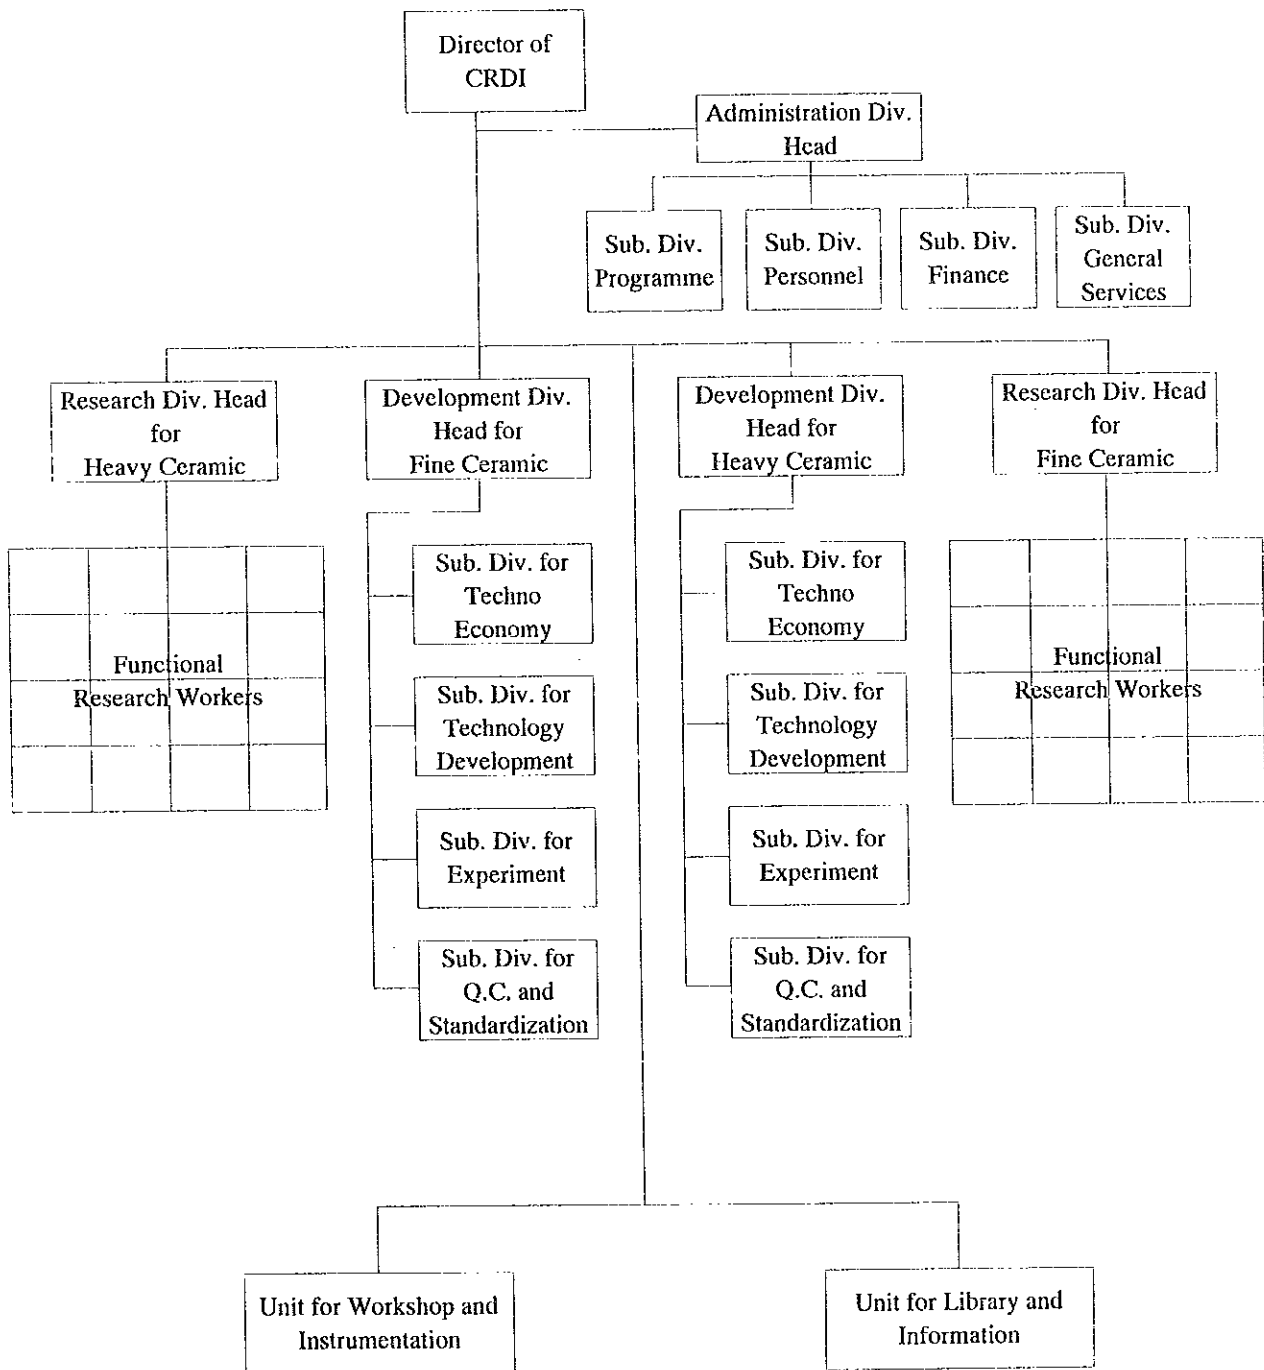 Director of
CRDI
Administration Div.
Head
Sub. Div.
Programme
Sub. Div.
Personnel
Sub. Div.
Finance
Sub. Div.
General
Services
Research Div. Head
for
Heavy Ceramic
Development Div.
Head for
Fine Ceramic
Development Div.
Head for
Heavy Ceramic
Research Div. Head
for
Fine Ceramic
Functional
Research Workers
Sub. Div. for
Techno
Economy
Sub. Div. for
Technology
Development
Sub. Div. for
Experiment
Sub. Div. for
Q.C. and
Standardization
Sub. Div. for
Techno
Economy
Sub. Div. for
Technology
Development
Sub. Div. for
Experiment
Sub. Div. for
Q.C. and
Standardization
Functional
Research Workers
Unit for Workshop and
Instrumentation
Unit for Library and
Information